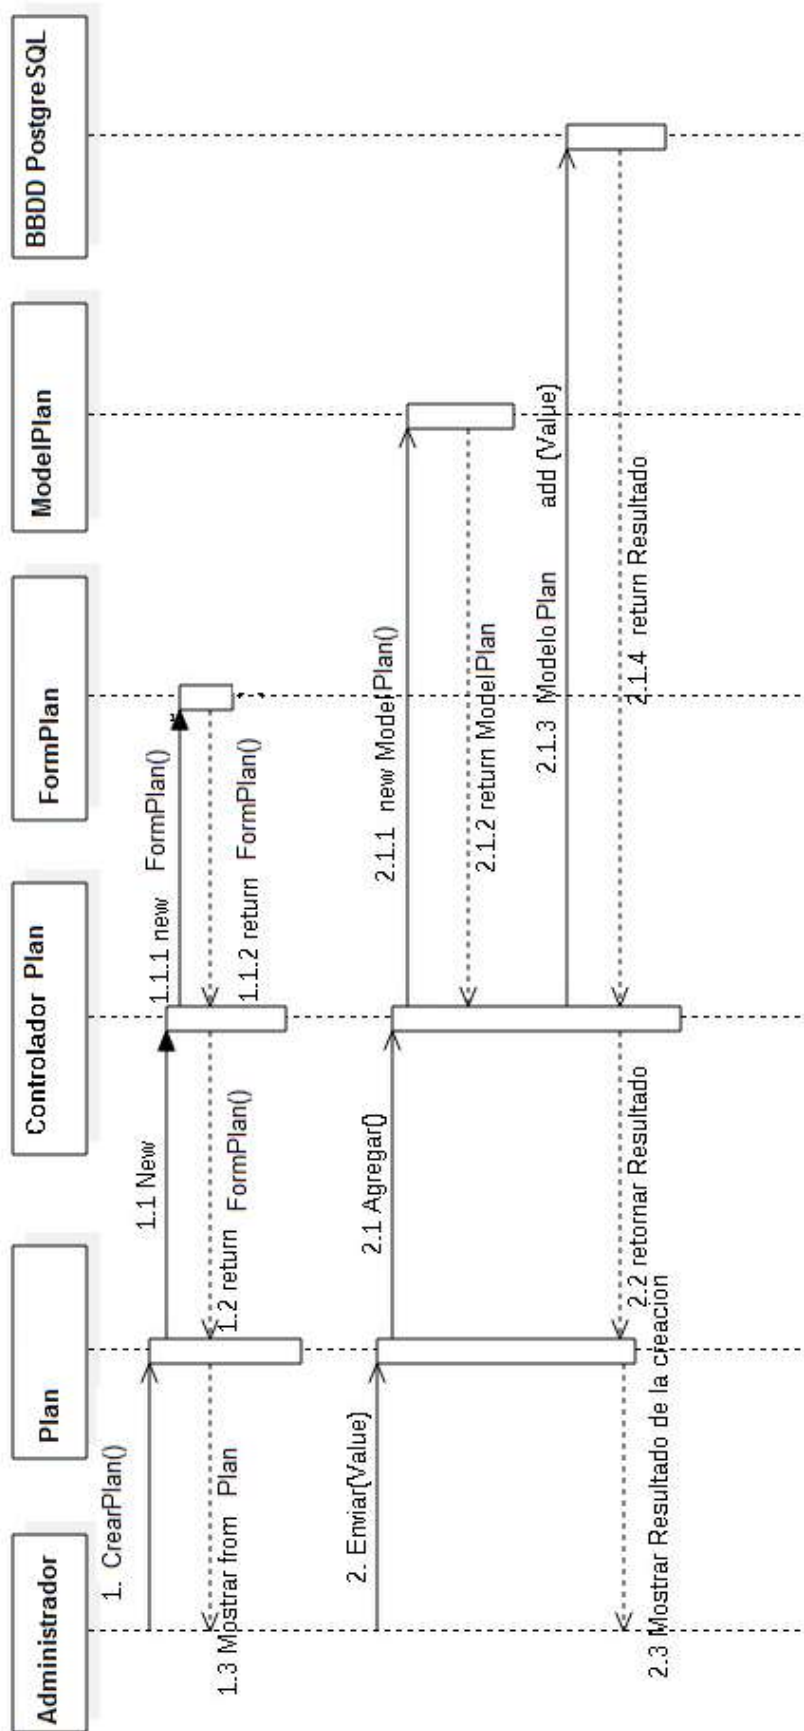 Administrador
Plan
Controlador Plan
FormPlan
ModelPlan
BBDD PostgreSQL
1. CrearPlan()
1.1 New
1.1.1 new FormPlan()
1.1.2 return FormPlan()
1.2 return FormPlan()
1.3 Mostrar from Plan
2. Enviar(Value)
2.1 Agregar()
2.1.1 new ModelPlan()
2.1.2 return ModelPlan
2.1.3 Modelo Plan add (Value)
2.1.4 return Resultado
2.2 retornar Resultado
2.3 Mostrar Resultado de la creacion